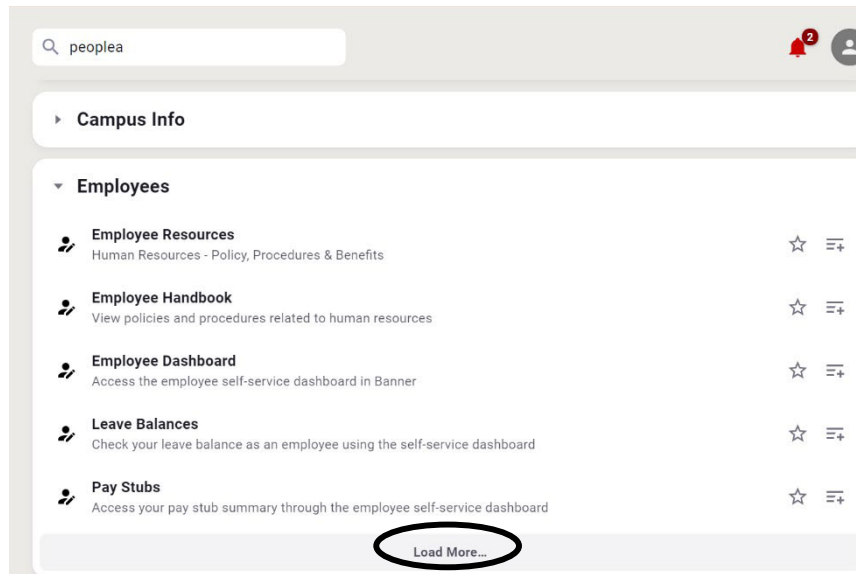 peoplea
2
Campus Info
Employees
Employee Resources
Human Resources - Policy, Procedures & Benefits
Employee Handbook
View policies and procedures related to human resources
Employee Dashboard
Access the employee self-service dashboard in Banner
Leave Balances
Check your leave balance as an employee using the self-service dashboard
Pay Stubs
Access your pay stub summary through the employee self-service dashboard
Load More...